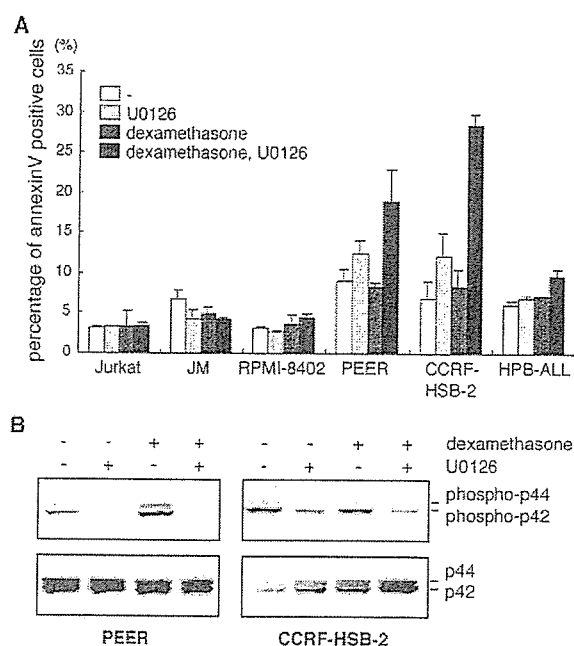 A
(%)
percentage of annexinV positive cells
35
30
25
20
15
10
5
0
-
U0126
dexamethasone
dexamethasone, U0126
Jurkat JM RPMI-8402 PEER CCRF-HSB-2 HPB-ALL
B
- - + + - - + + dexamethasone
- + - + - + - + U0126
phospho-p44
phospho-p42
p44
p42
PEER CCRF-HSB-2